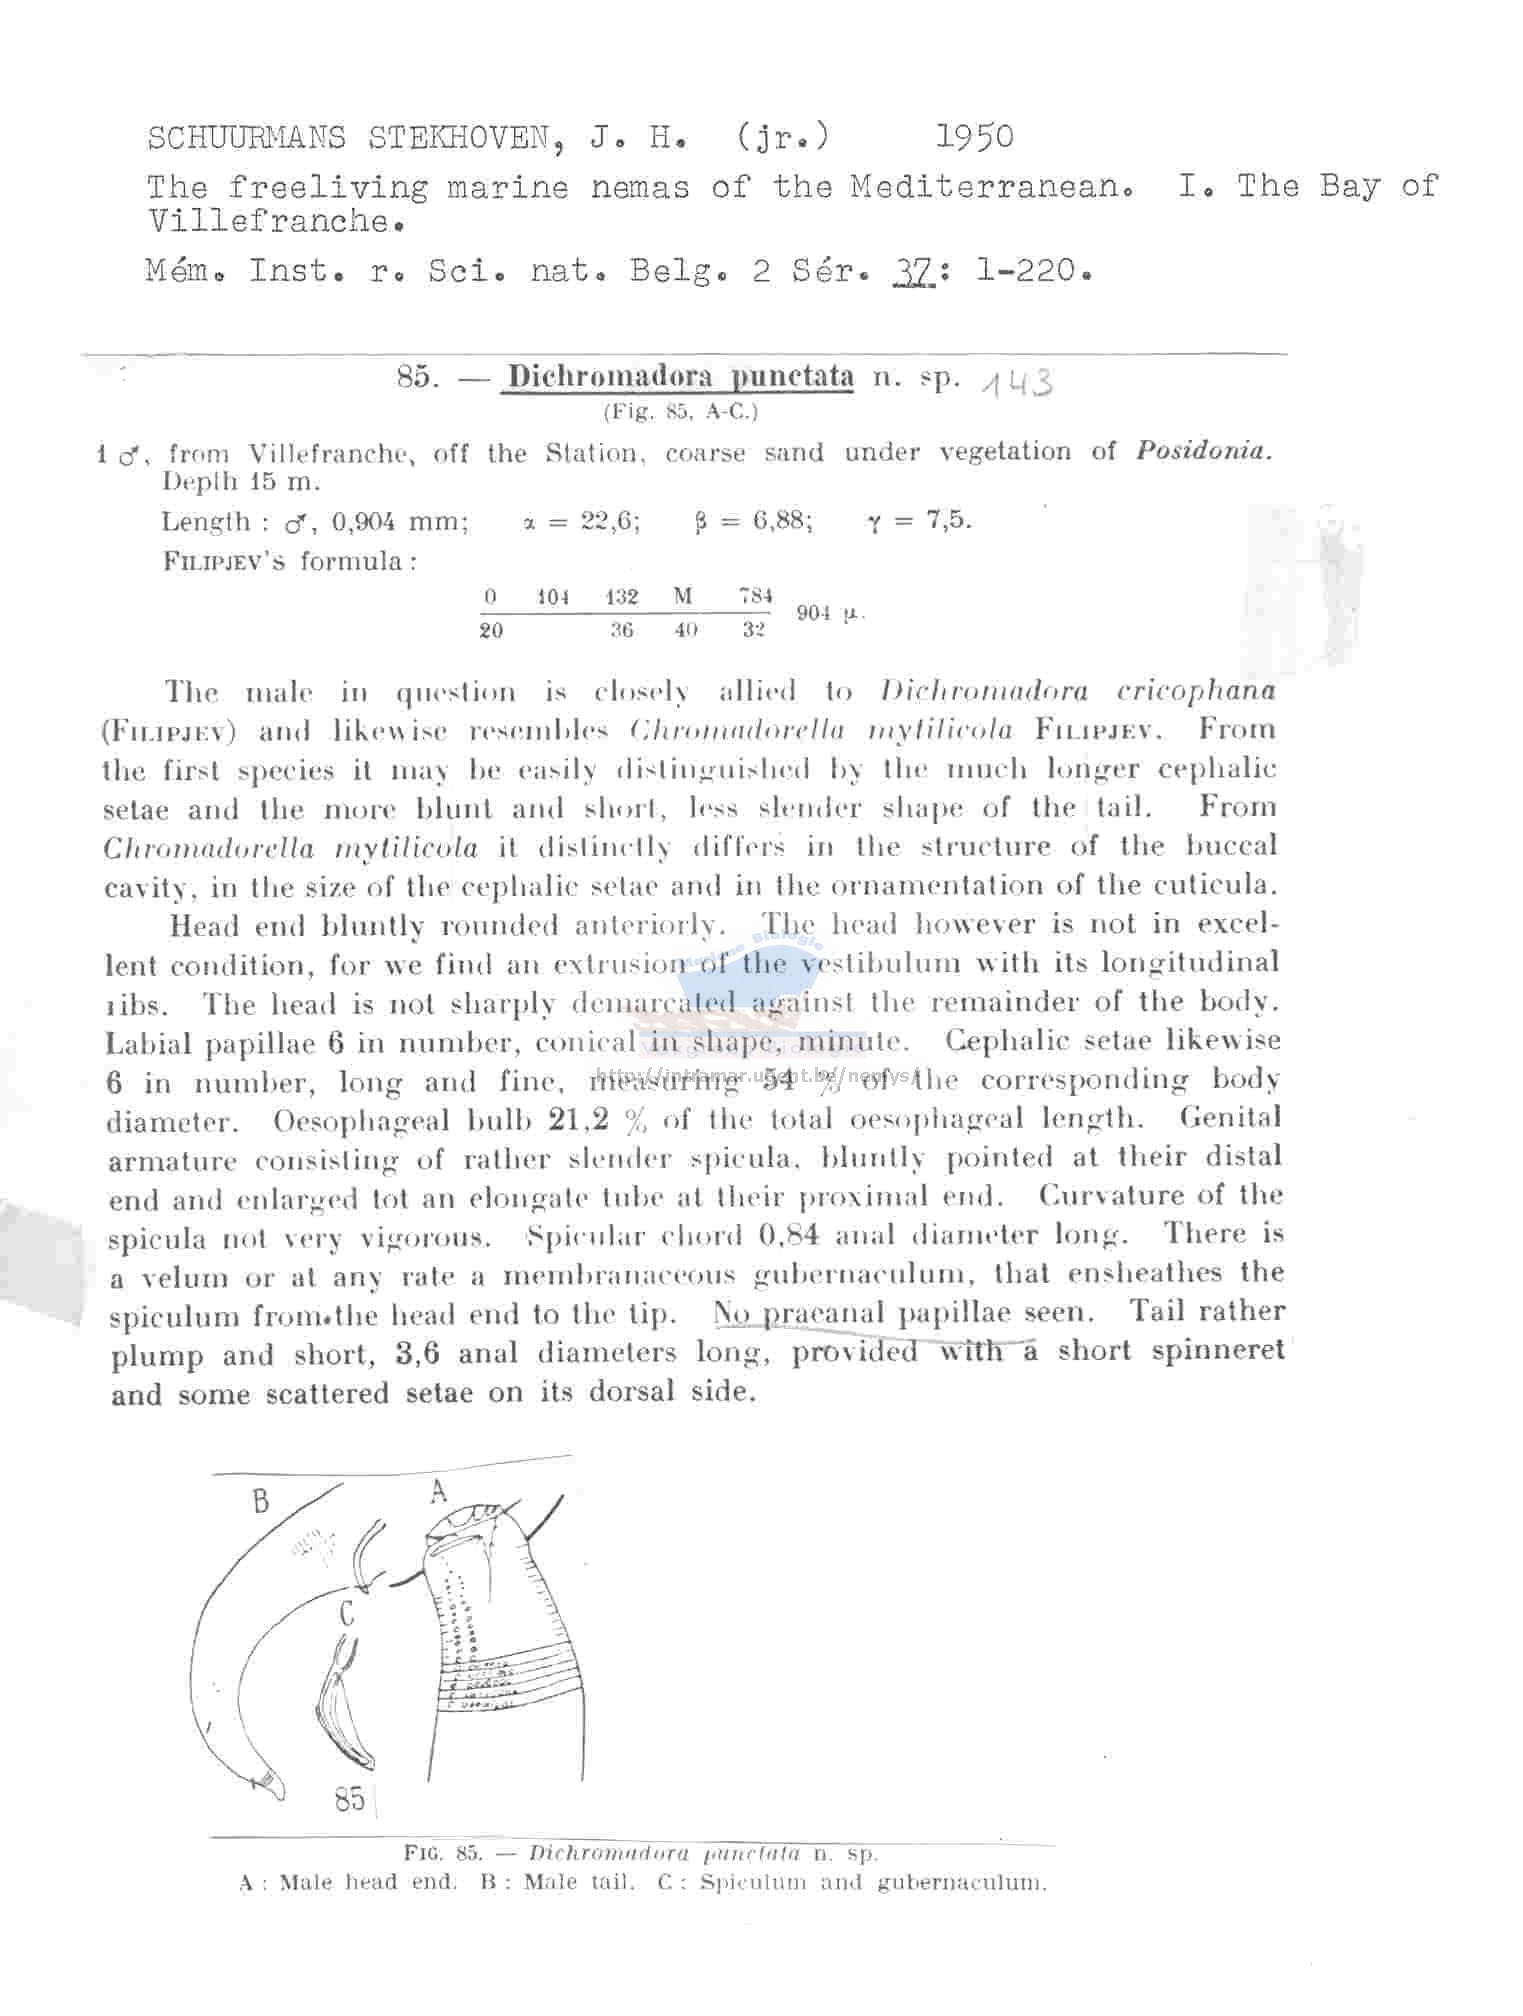 SCHUURMANS STEKHOVEN, J. H. (jr.) 1950
The freeliving marine nemas of the Mediterranean. I. The Bay of
Villefranche.
Mém. Inst. r. Sci. nat. Belg. 2 Sér. 37: 1-220.
85. — Dichromadora punctata n. sp. 143
(Fig. 85, A-C.)
1 ♂, from Villefranche, off the Station, coarse sand under vegetation of Posidonia.
Depth 15 m.
Length : ♂, 0,904 mm; α = 22,6; β = 6,88; γ = 7,5.
FILIPJEV'S formula :
0 104 132 M 784
904 μ.
20 36 40 32
The male in question is closely allied to Dichromadora cricophana
(FILIPJEV) and likewise resembles Chromadorella mytilicola FILIPJEV. From
the first species it may be easily distinguished by the much longer cephalic
setae and the more blunt and short, less slender shape of the tail. From
Chromadorella mytilicola it distinctly differs in the structure of the buccal
cavity, in the size of the cephalic setae and in the ornamentation of the cuticula.
Head end bluntly rounded anteriorly. The head however is not in excel-
lent condition, for we find an extrusion of the vestibulum with its longitudinal
ribs. The head is not sharply demarcated against the remainder of the body.
Labial papillae 6 in number, conical in shape, minute. Cephalic setae likewise
6 in number, long and fine, measuring 54 % of the corresponding body
diameter. Oesophageal bulb 21,2 % of the total oesophageal length. Genital
armature consisting of rather slender spicula, bluntly pointed at their distal
end and enlarged tot an elongate tube at their proximal end. Curvature of the
spicula not very vigorous. Spicular chord 0,84 anal diameter long. There is
a velum or at any rate a membranaceous gubernaculum, that ensheathes the
spiculum from the head end to the tip. No praeanal papillae seen. Tail rather
plump and short, 3,6 anal diameters long, provided with a short spinneret
and some scattered setae on its dorsal side.
Marine Biologie
http://intramar.ugent.be/nemys/
B
A
C
85
FIG. 85. — Dichromadora punctata n. sp.
A : Male head end. B : Male tail. C : Spiculum and gubernaculum.